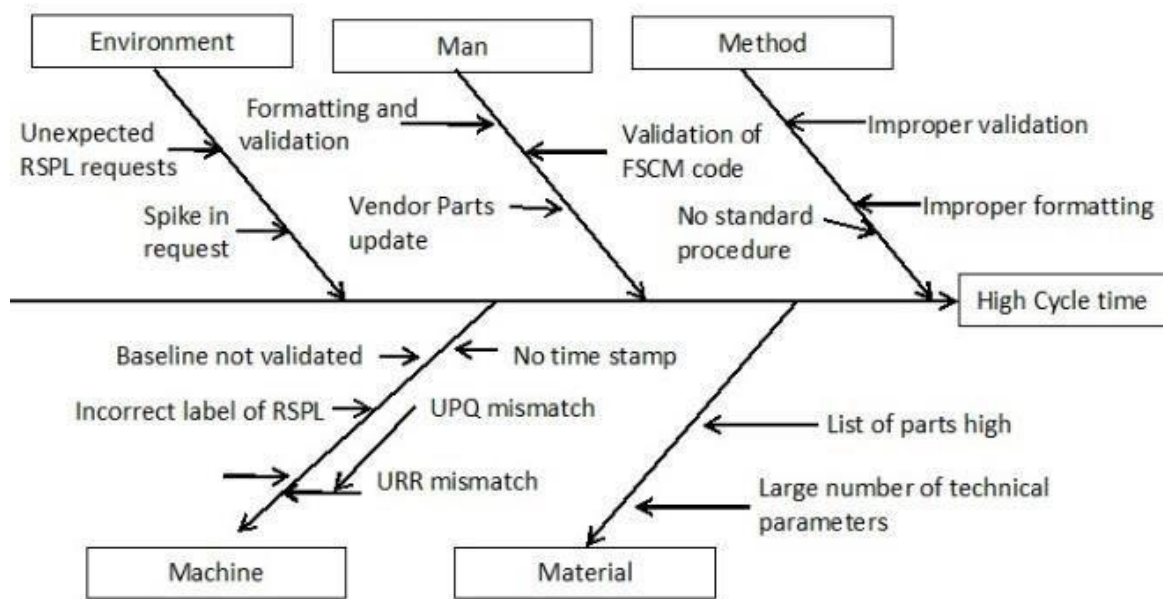 Environment
Man
Method
Formatting and
validation
Unexpected
RSPL requests
Validation of
FSCM code
Improper validation
Spike in
request
Vendor Parts
update
No standard
procedure
Improper formatting
High Cycle time
Baseline not validated
No time stamp
Incorrect label of RSPL
UPQ mismatch
List of parts high
URR mismatch
Large number of technical
parameters
Machine
Material